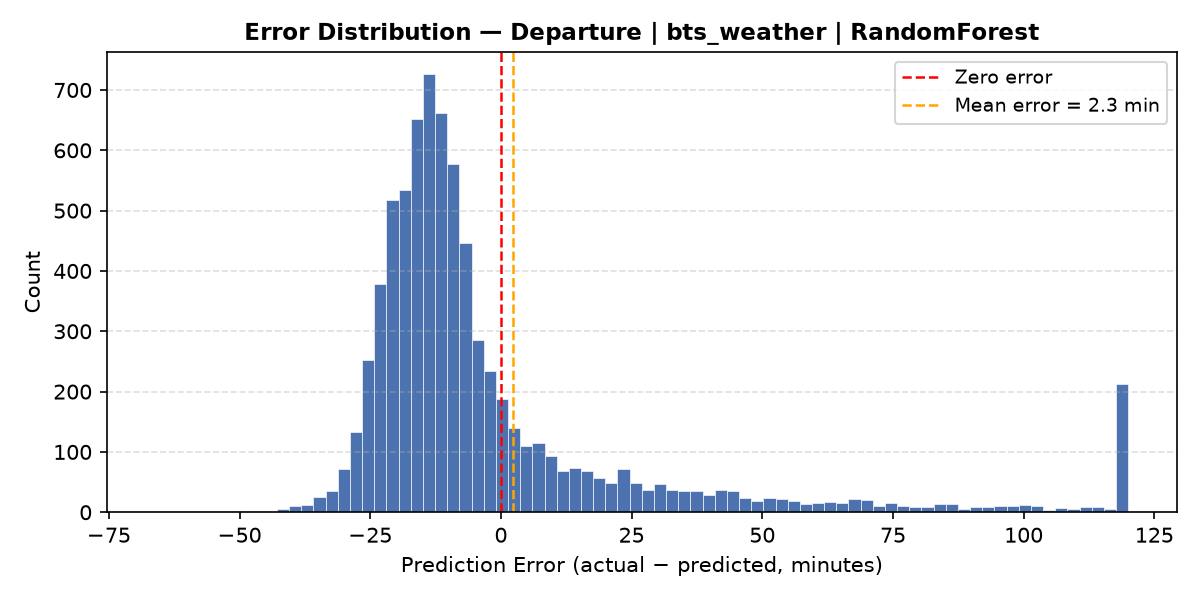 Error Distribution — Departure | bts_weather | RandomForest
Zero error
Mean error = 2.3 min
Count
700
600
500
400
300
200
100
0
−75 −50 −25 0 25 50 75 100 125
Prediction Error (actual − predicted, minutes)